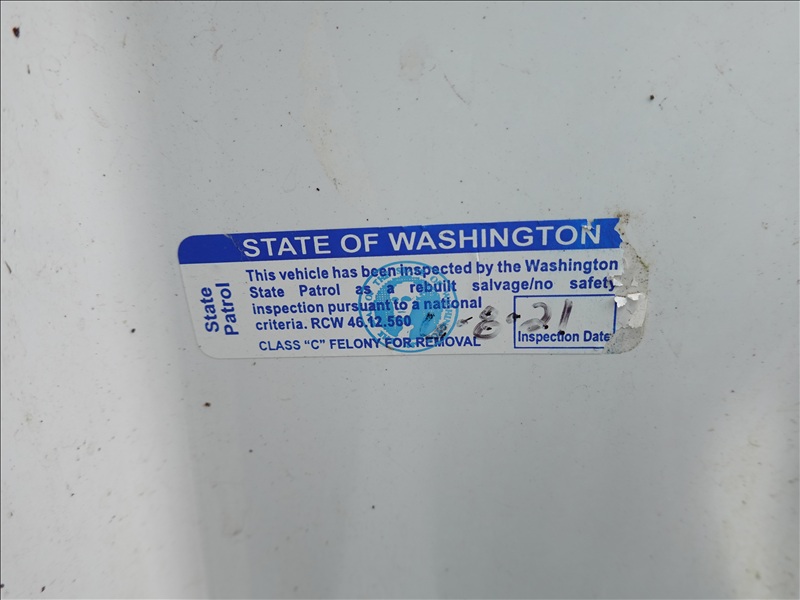 STATE OF WASHINGTON
State
Patrol
This vehicle has been inspected by the Washington
State Patrol as a rebuilt salvage/no safety
inspection pursuant to a national
criteria. RCW 46.12.560
-8-21
Inspection Date
CLASS "C" FELONY FOR REMOVAL